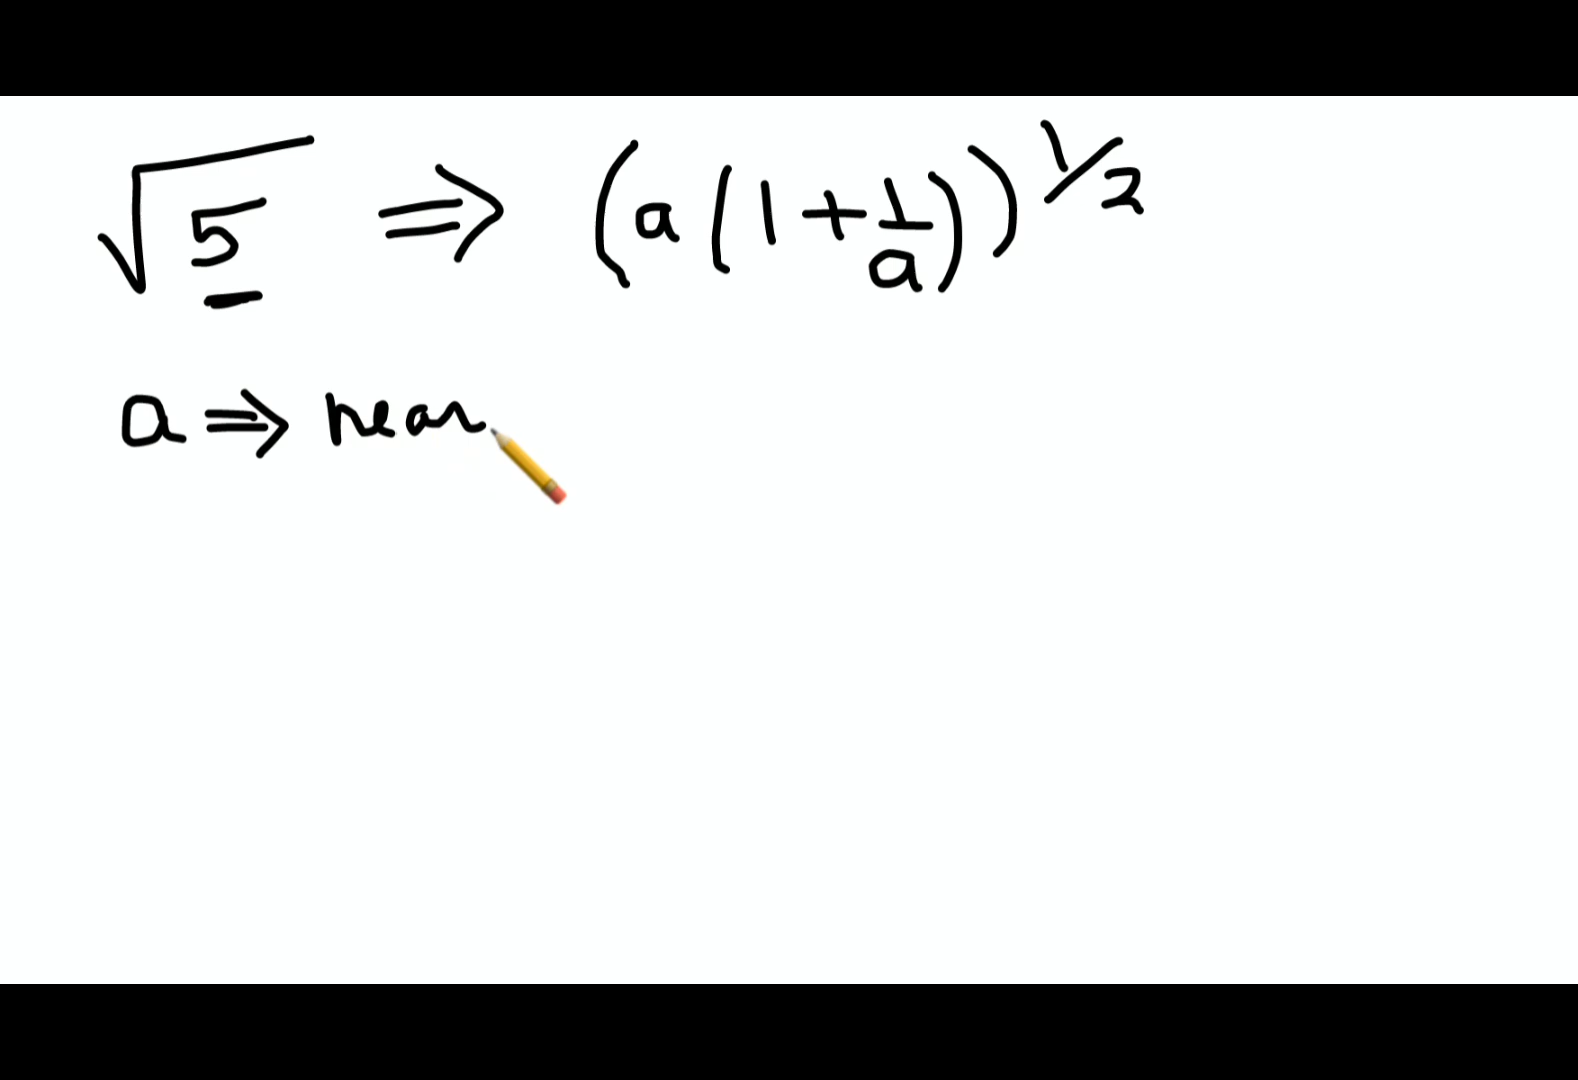 √5 ⇒ (a(1+1/a))^1/2
a ⇒ near